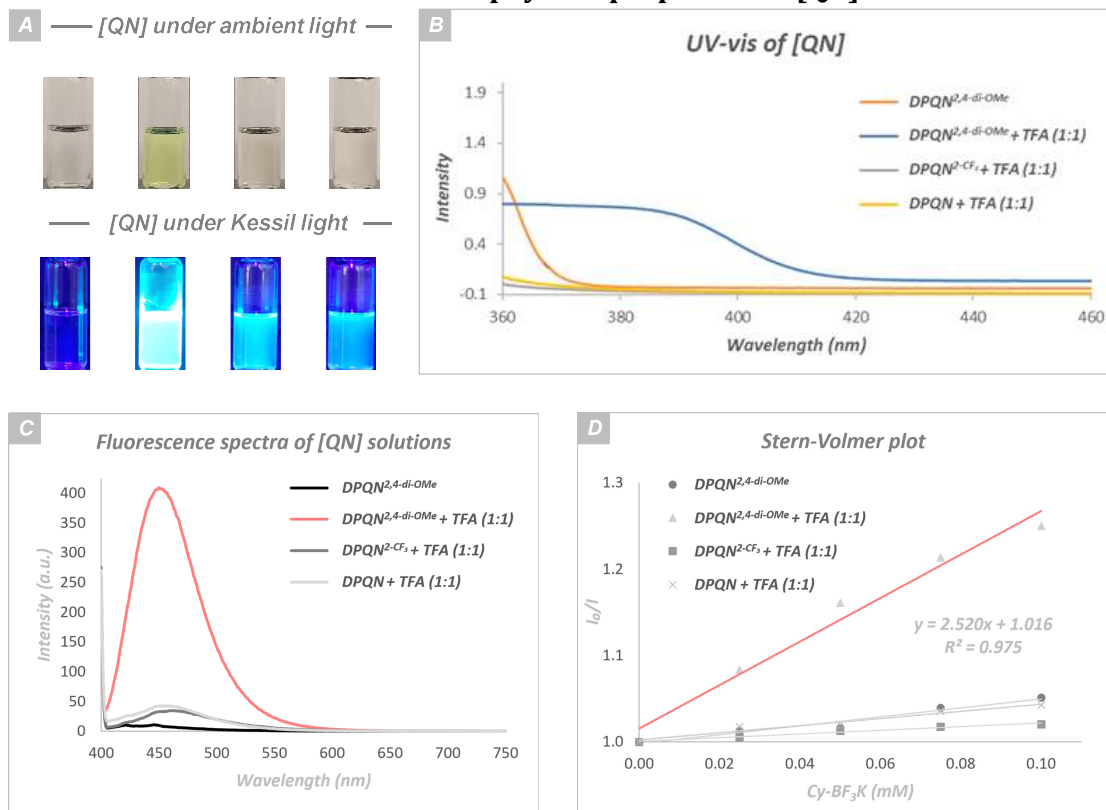 A
[QN] under ambient light
[QN] under Kessil light
B
UV-vis of [QN]
Intensity
1.9
1.4
0.9
0.4
-0.1
360
380
400
420
440
460
Wavelength (nm)
DPQN2,4-di-OMe
DPQN2,4-di-OMe + TFA (1:1)
DPQN2-CF₃ + TFA (1:1)
DPQN + TFA (1:1)
C
Fluorescence spectra of [QN] solutions
Intensity (a.u.)
400
350
300
250
200
150
100
50
0
400
450
500
550
600
650
700
750
Wavelength (nm)
DPQN2,4-di-OMe
DPQN2,4-di-OMe + TFA (1:1)
DPQN2-CF₃ + TFA (1:1)
DPQN + TFA (1:1)
D
Stern-Volmer plot
I₀/I
1.3
1.2
1.1
1.0
0.00
0.02
0.04
0.06
0.08
0.10
Cy-BF₃K (mM)
DPQN2,4-di-OMe
DPQN2,4-di-OMe + TFA (1:1)
DPQN2-CF₃ + TFA (1:1)
DPQN + TFA (1:1)
y = 2.520x + 1.016
R² = 0.975